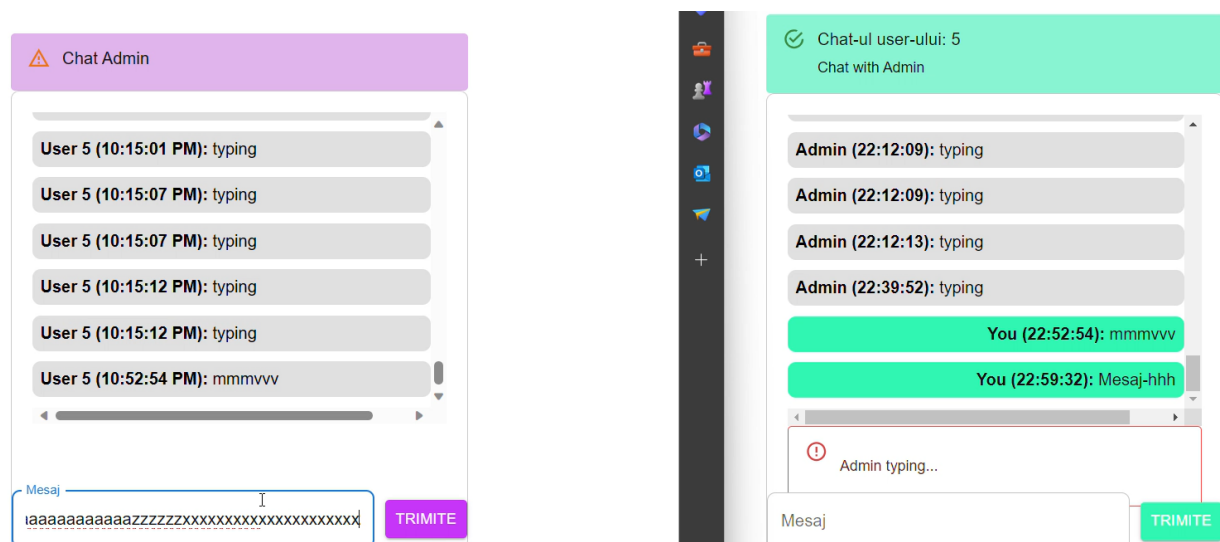 Chat Admin
User 5 (10:15:01 PM): typing
User 5 (10:15:07 PM): typing
User 5 (10:15:07 PM): typing
User 5 (10:15:12 PM): typing
User 5 (10:15:12 PM): typing
User 5 (10:52:54 PM): mmmvvv
Mesaj
TRIMITE
Chat-ul user-ului: 5
Chat with Admin
Admin (22:12:09): typing
Admin (22:12:09): typing
Admin (22:12:13): typing
Admin (22:39:52): typing
You (22:52:54): mmmvvv
You (22:59:32): Mesaj-hhh
Admin typing...
Mesaj
TRIMITE